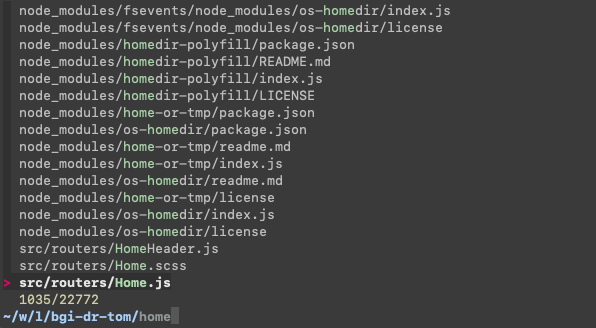 node_modules/fsevents/node_modules/os-homedir/index.js
node_modules/fsevents/node_modules/os-homedir/license
node_modules/homedir-polyfill/package.json
node_modules/homedir-polyfill/README.md
node_modules/homedir-polyfill/index.js
node_modules/homedir-polyfill/LICENSE
node_modules/home-or-tmp/package.json
node_modules/os-homedir/package.json
node_modules/home-or-tmp/readme.md
node_modules/home-or-tmp/index.js
node_modules/os-homedir/readme.md
node_modules/home-or-tmp/license
node_modules/os-homedir/index.js
node_modules/os-homedir/license
src/routers/HomeHeader.js
src/routers/Home.scss
> src/routers/Home.js
1035/22772
~/w/l/bgi-dr-tom/home